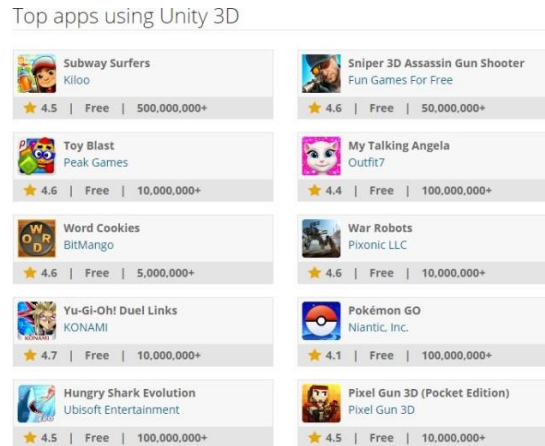 Top apps using Unity 3D
Subway Surfers
Kiloo
4.5 | Free | 500,000,000+
Sniper 3D Assassin Gun Shooter
Fun Games For Free
4.6 | Free | 50,000,000+
Toy Blast
Peak Games
4.6 | Free | 10,000,000+
My Talking Angela
Outfit7
4.4 | Free | 100,000,000+
WORD
Word Cookies
BitMango
4.6 | Free | 5,000,000+
War Robots
Pixonic LLC
4.6 | Free | 10,000,000+
KONAMI
Yu-Gi-Oh! Duel Links
KONAMI
4.7 | Free | 10,000,000+
Pokémon GO
Niantic, Inc.
4.1 | Free | 100,000,000+
Hungry Shark Evolution
Ubisoft Entertainment
4.5 | Free | 100,000,000+
Pixel Gun 3D (Pocket Edition)
Pixel Gun 3D
4.5 | Free | 10,000,000+